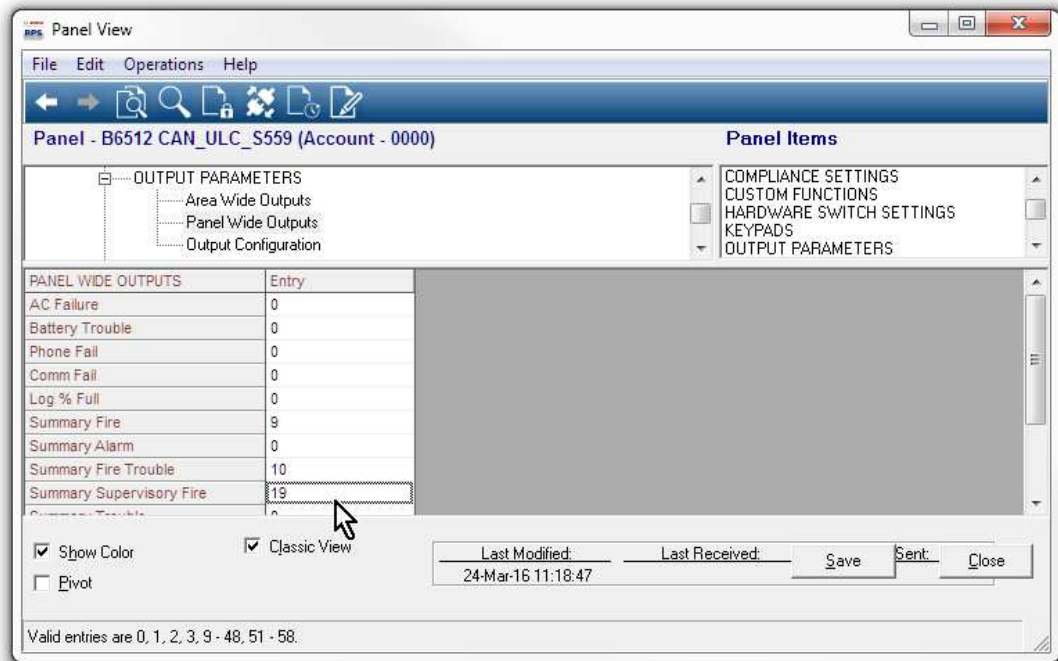 RPS Panel View
File Edit Operations Help
Panel - B6512 CAN_ULC_S559 (Account - 0000)
Panel Items
OUTPUT PARAMETERS
Area Wide Outputs
Panel Wide Outputs
Output Configuration
COMPLIANCE SETTINGS
CUSTOM FUNCTIONS
HARDWARE SWITCH SETTINGS
KEYPADS
OUTPUT PARAMETERS
PANEL WIDE OUTPUTS Entry
AC Failure 0
Battery Trouble 0
Phone Fail 0
Comm Fail 0
Log % Full 0
Summary Fire 9
Summary Alarm 0
Summary Fire Trouble 10
Summary Supervisory Fire 19
Show Color
Classic View
Pivot
Last Modified: Last Received: Sent:
24-Mar-16 11:18:47
Save
Close
Valid entries are 0, 1, 2, 3, 9 - 48, 51 - 58.